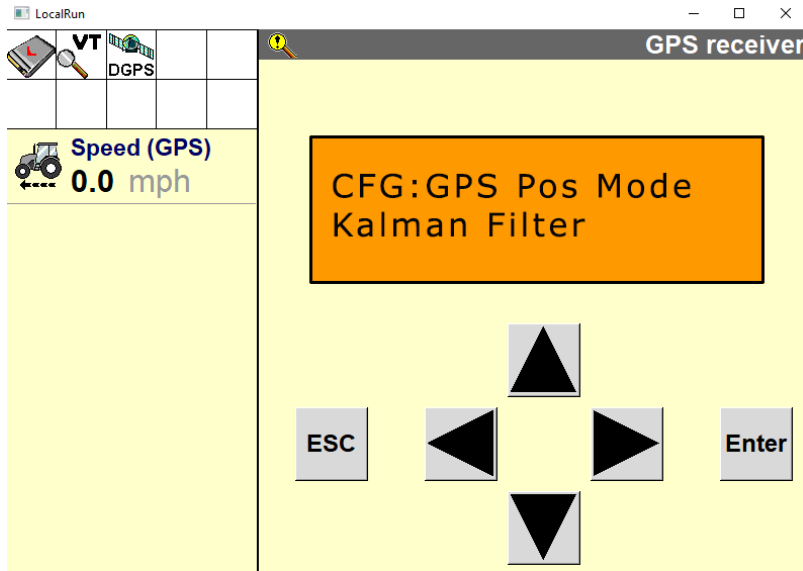 LocalRun
VT
DGPS
GPS receiver
Speed (GPS)
0.0 mph
CFG:GPS Pos Mode
Kalman Filter
ESC
Enter